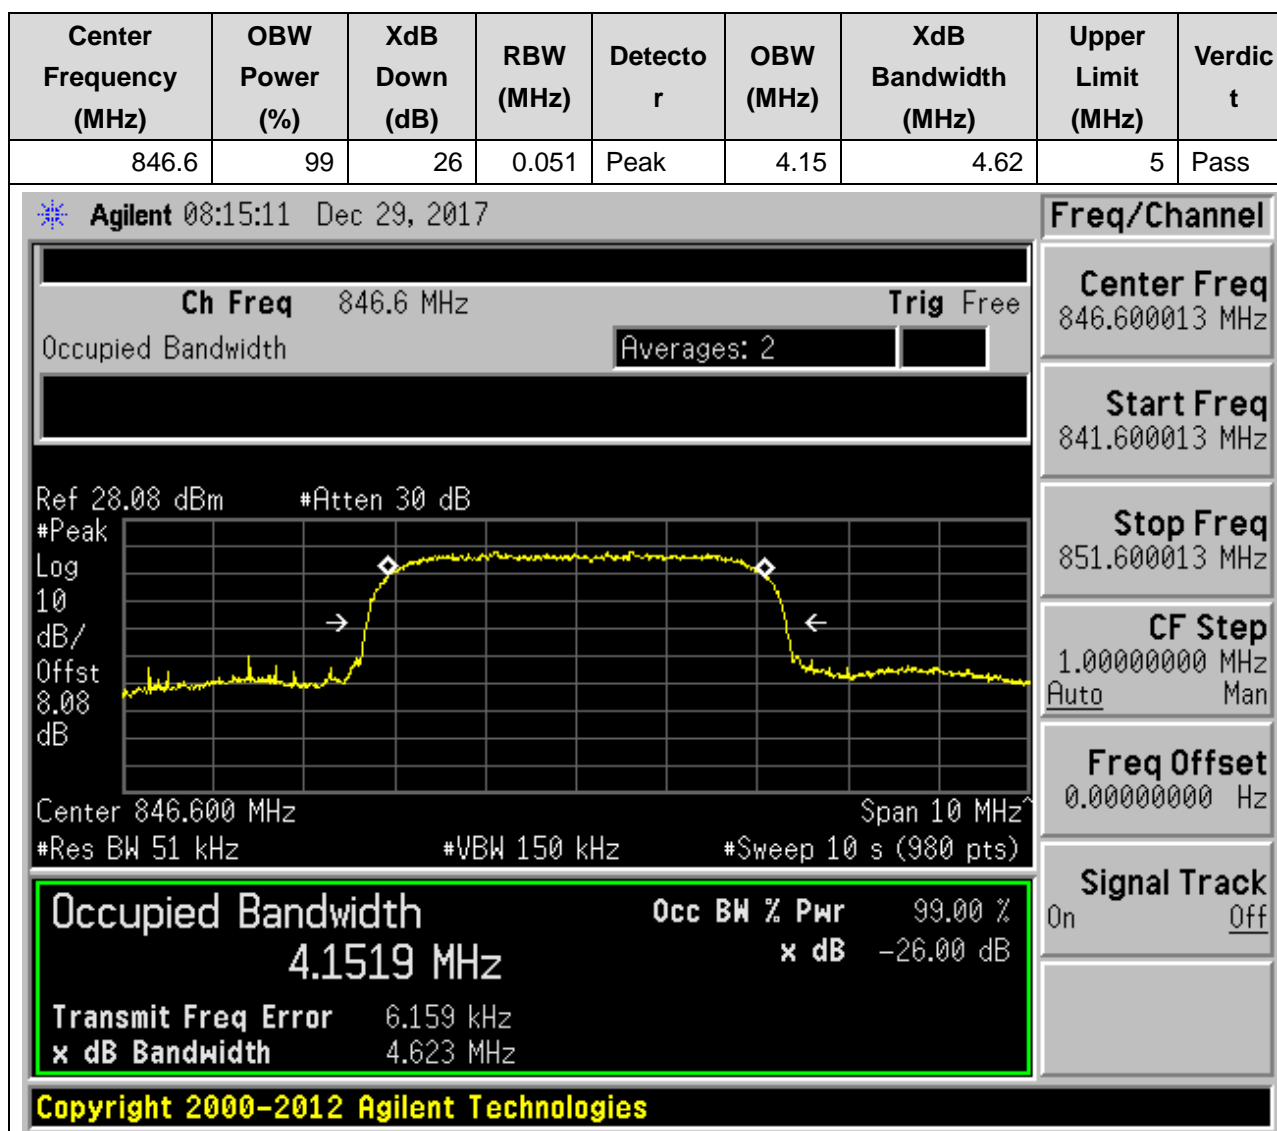 Center Frequency (MHz) OBW Power (%) XdB Down (dB) RBW (MHz) Detecto r OBW (MHz) XdB Bandwidth (MHz) Upper Limit (MHz) Verdic t
846.6 99 26 0.051 Peak 4.15 4.62 5 Pass
Agilent 08:15:11 Dec 29, 2017
Freq/Channel
Ch Freq 846.6 MHz Trig Free
Occupied Bandwidth Averages: 2
Ref 28.08 dBm #Atten 30 dB
#Peak
Log
10
dB/
Offst
8.08
dB
Center 846.600 MHz Span 10 MHz^
#Res BW 51 kHz #VBW 150 kHz #Sweep 10 s (980 pts)
Occupied Bandwidth Occ BW % Pwr 99.00 %
4.1519 MHz x dB -26.00 dB
Transmit Freq Error 6.159 kHz
x dB Bandwidth 4.623 MHz
Center Freq
846.600013 MHz
Start Freq
841.600013 MHz
Stop Freq
851.600013 MHz
CF Step
1.00000000 MHz
Auto Man
Freq Offset
0.00000000 Hz
Signal Track
On Off
Copyright 2000-2012 Agilent Technologies